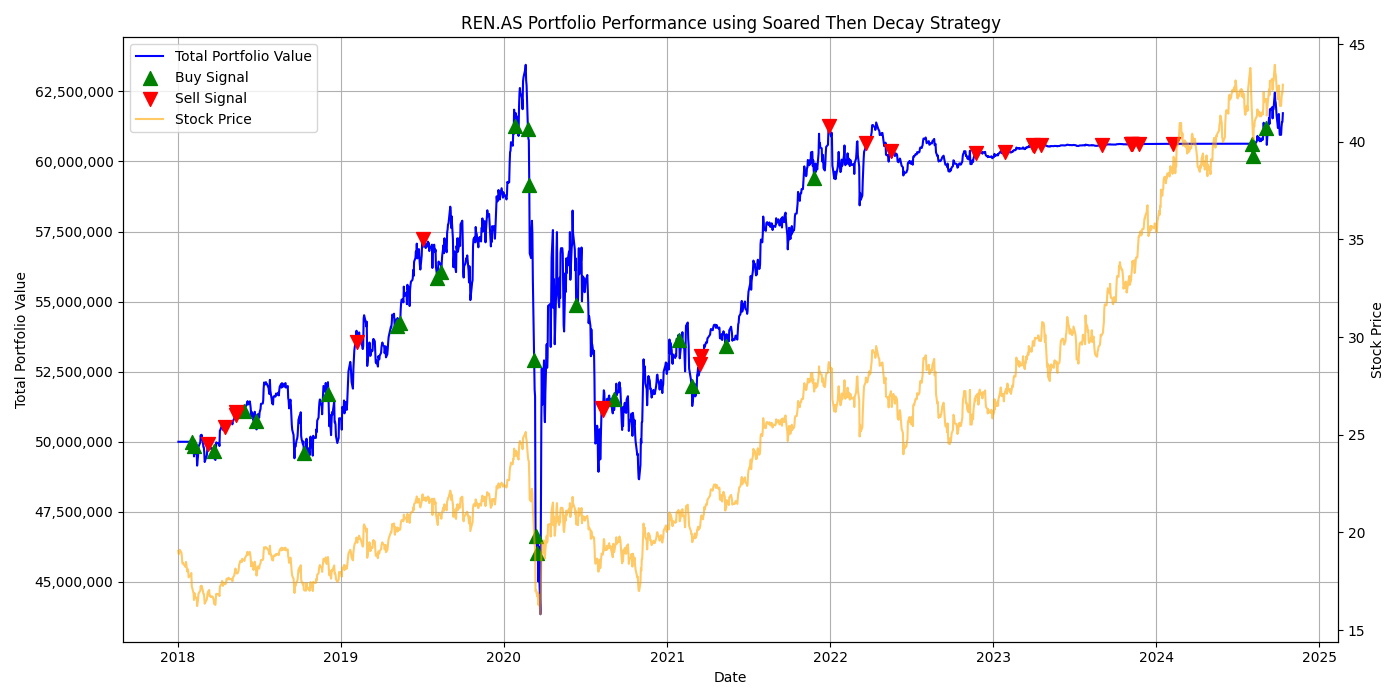 REN.AS Portfolio Performance using Soared Then Decay Strategy
Total Portfolio Value
Buy Signal
Sell Signal
Stock Price
62,500,000
60,000,000
57,500,000
55,000,000
52,500,000
50,000,000
47,500,000
45,000,000
Total Portfolio Value
45
40
35
30
25
20
15
Stock Price
2018
2019
2020
2021
2022
2023
2024
2025
Date